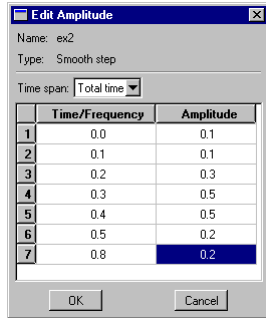 Edit Amplitude
Name: ex2
Type: Smooth step
Time span: Total time
Time/Frequency Amplitude
1 0.0 0.1
2 0.1 0.1
3 0.2 0.3
4 0.3 0.5
5 0.4 0.5
6 0.5 0.2
7 0.8 0.2
OK Cancel